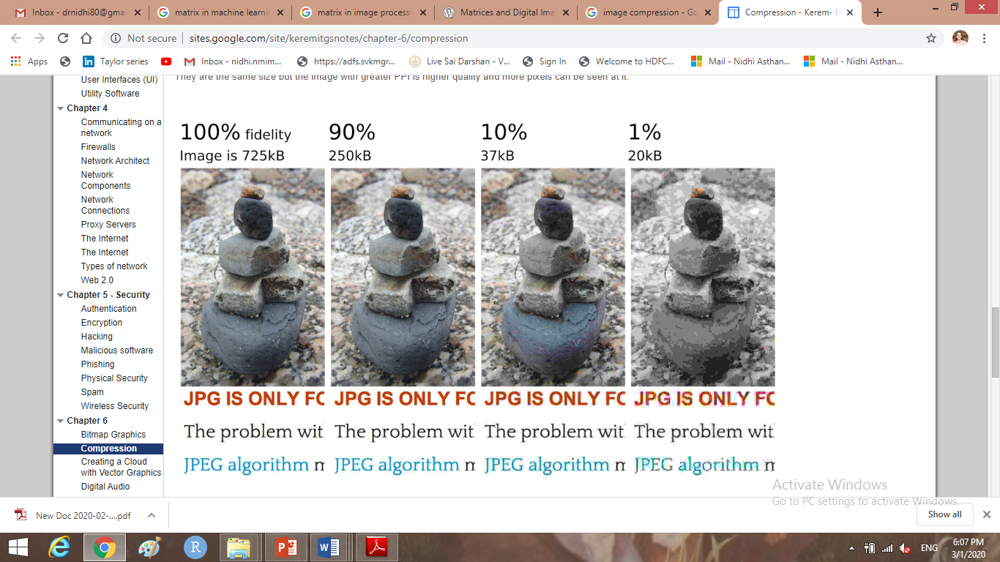 Inbox - drnidhi80@gmai
matrix in machine learnin
matrix in image processi
Matrices and Digital Ima
image compression - Go
Compression - Kerem- IT
Not secure | sites.google.com/site/keremitgsnotes/chapter-6/compression
Apps
Taylor series
Inbox - nidhi.nmim...
https://adfs.svkmgr...
Live Sai Darshan - V...
Sign In
Welcome to HDFC...
Mail - Nidhi Asthan...
Mail - Nidhi Asthan...
User Interfaces (UI)
Utility Software
Chapter 4
Communicating on a
network
Firewalls
Network Architect
Network
Components
Network
Connections
Proxy Servers
The Internet
The Internet
Types of network
Web 2.0
Chapter 5 - Security
Authentication
Encryption
Hacking
Malicious software
Phishing
Physical Security
Spam
Wireless Security
Chapter 6
Bitmap Graphics
Compression
Creating a Cloud
with Vector Graphics
Digital Audio
They are the same size but the image with greater PPI is higher quality and more pixels can be seen at it.
100% fidelity 90% 10% 1%
Image is 725kB 250kB 37kB 20kB
JPG IS ONLY FC JPG IS ONLY FC JPG IS ONLY FC JPG IS ONLY FC
The problem wit The problem wit The problem wit The problem wit
JPEG algorithm m JPEG algorithm m JPEG algorithm m JPEG algorithm m
Activate Windows
Go to PC settings to activate Windows.
New Doc 2020-02-....pdf
Show all
ENG
6:07 PM
3/1/2020